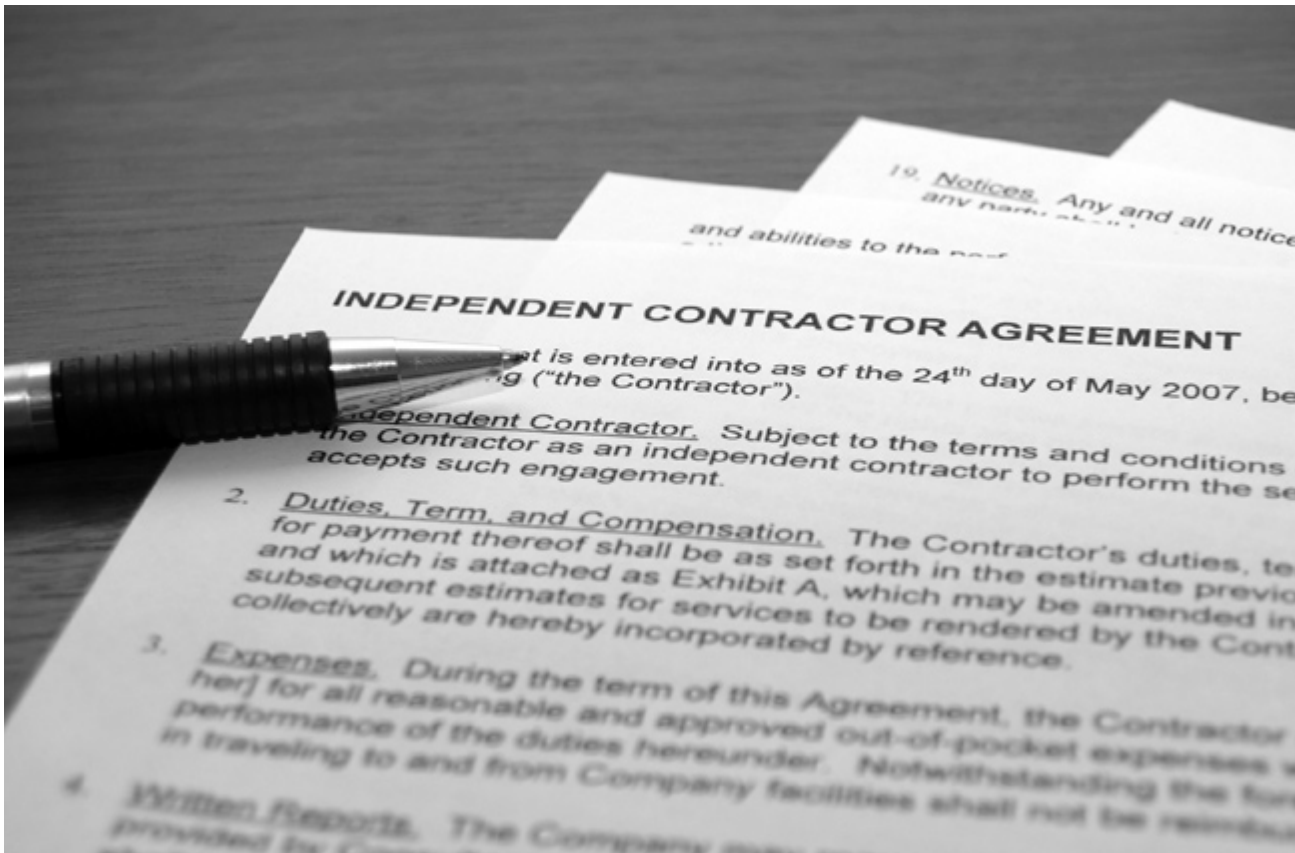 19. Notices. Any and all notice
any party
and abilities to the
INDEPENDENT CONTRACTOR AGREEMENT
is entered into as of the 24th day of May 2007, be
("the Contractor").
Independent Contractor. Subject to the terms and conditions
the Contractor as an independent contractor to perform the se
accepts such engagement.
2. Duties, Term, and Compensation. The Contractor's duties, te
for payment thereof shall be as set forth in the estimate previo
and which is attached as Exhibit A, which may be amended in
subsequent estimates for services to be rendered by the Cont
collectively are hereby incorporated by reference.
3. Expenses. During the term of this Agreement, the Contractor
her] for all reasonable and approved out-of-pocket expenses
performance of the duties hereunder. Notwithstanding the fore
in traveling to and from Company facilities shall not be reimbu
4. Written Reports. The Company may
provided by